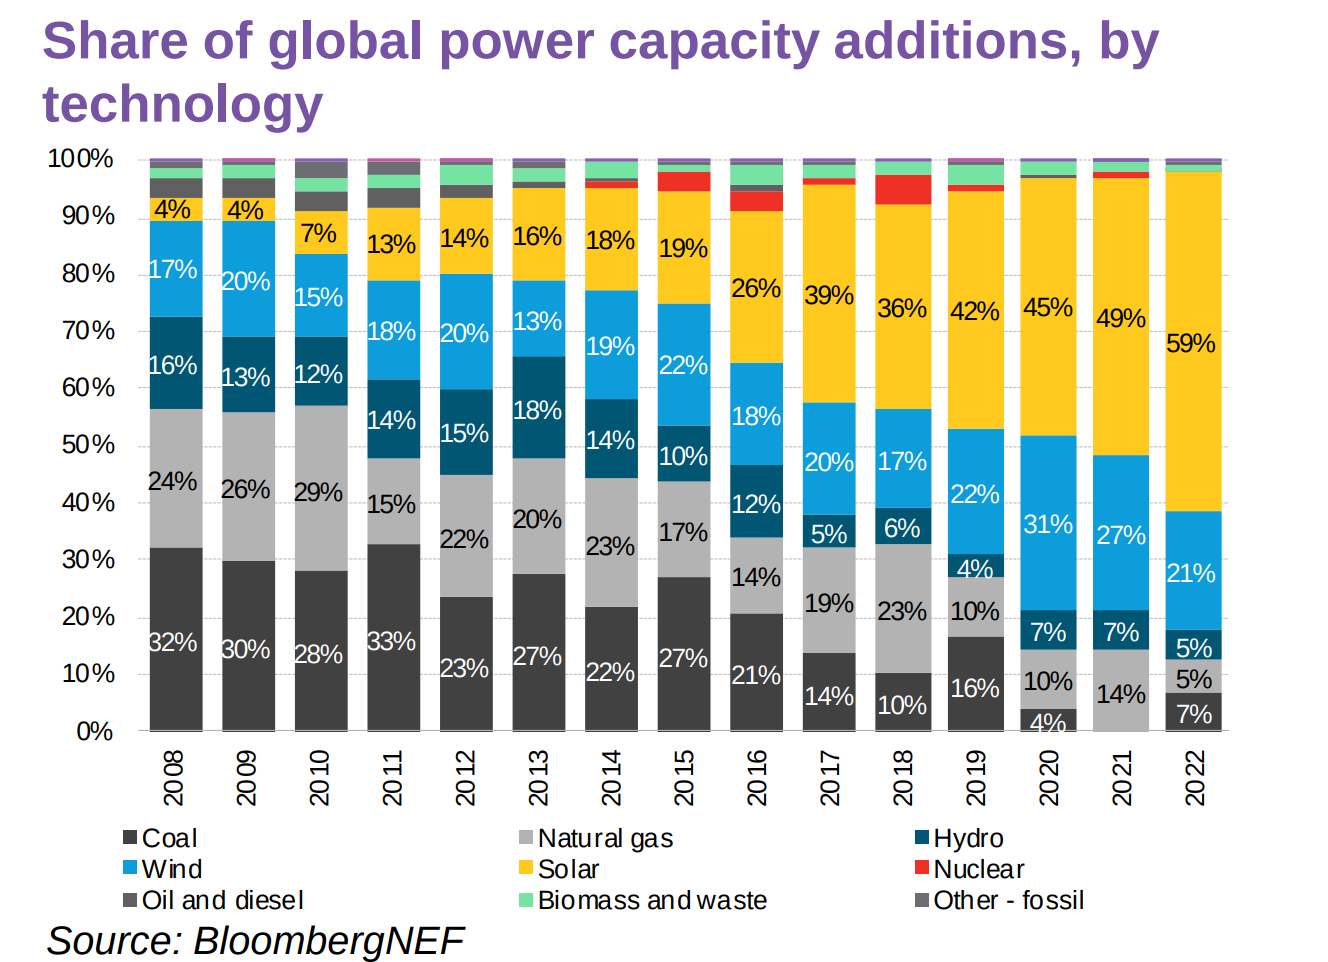 Share of global power capacity additions, by
technology
100%
90%
80%
70%
60%
50%
40%
30%
20%
10%
0%
4% 4% 7% 13% 14% 16% 18% 19% 26% 39% 36% 42% 45% 49% 59%
17% 20% 15% 18% 20% 13% 19% 22% 18% 20% 17% 22% 31% 27% 21%
16% 13% 12% 14% 15% 18% 14% 10% 12% 5% 6% 4% 7% 7% 5%
24% 26% 29% 15% 22% 20% 23% 17% 14% 19% 23% 10% 10% 14% 5%
32% 30% 28% 33% 23% 27% 22% 27% 21% 14% 10% 16% 4% 7%
2008 2009 2010 2011 2012 2013 2014 2015 2016 2017 2018 2019 2020 2021 2022
Coal Natural gas Hydro
Wind Solar Nuclear
Oil and diesel Biomass and waste Other - fossil
Source: BloombergNEF